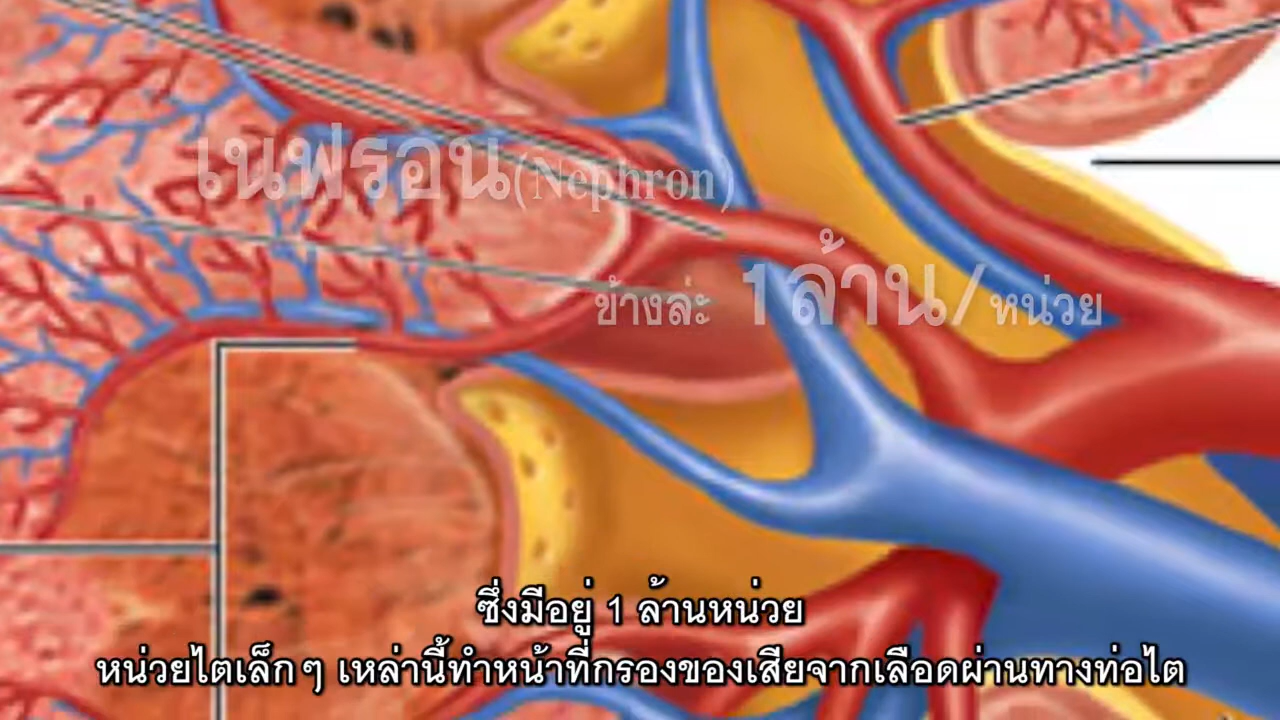 เนฟรอน(Nephron)
ข้างล่ะ 1ล้าน/หน่วย
ซึ่งมีอยู่ 1 ล้านหน่วย
หน่วยไตเล็กๆ เหล่านี้ทำหน้าที่กรองของเสียจากเลือดผ่านทางท่อไต